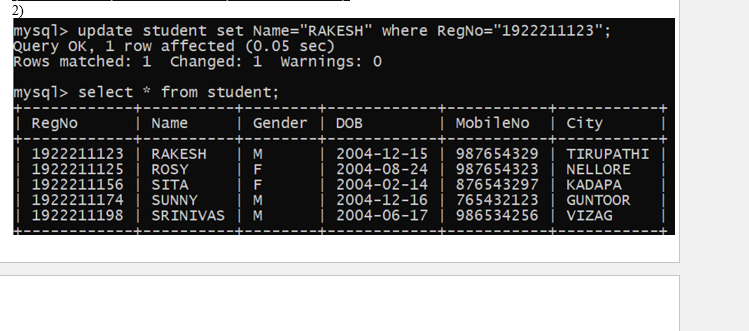 2)
mysql> update student set Name="RAKESH" where RegNo="1922211123";
Query OK, 1 row affected (0.05 sec)
Rows matched: 1  Changed: 1  Warnings: 0
mysql> select * from student;
+------------+----------+--------+------------+-----------+-----------+
| RegNo      | Name     | Gender | DOB        | MobileNo  | City      |
+------------+----------+--------+------------+-----------+-----------+
| 1922211123 | RAKESH   | M      | 2004-12-15 | 987654329 | TIRUPATHI |
| 1922211125 | ROSY     | F      | 2004-08-24 | 987654323 | NELLORE   |
| 1922211156 | SITA     | F      | 2004-02-14 | 876543297 | KADAPA    |
| 1922211174 | SUNNY    | M      | 2004-12-16 | 765432123 | GUNTOOR   |
| 1922211198 | SRINIVAS | M      | 2004-06-17 | 986534256 | VIZAG     |
+------------+----------+--------+------------+-----------+-----------+